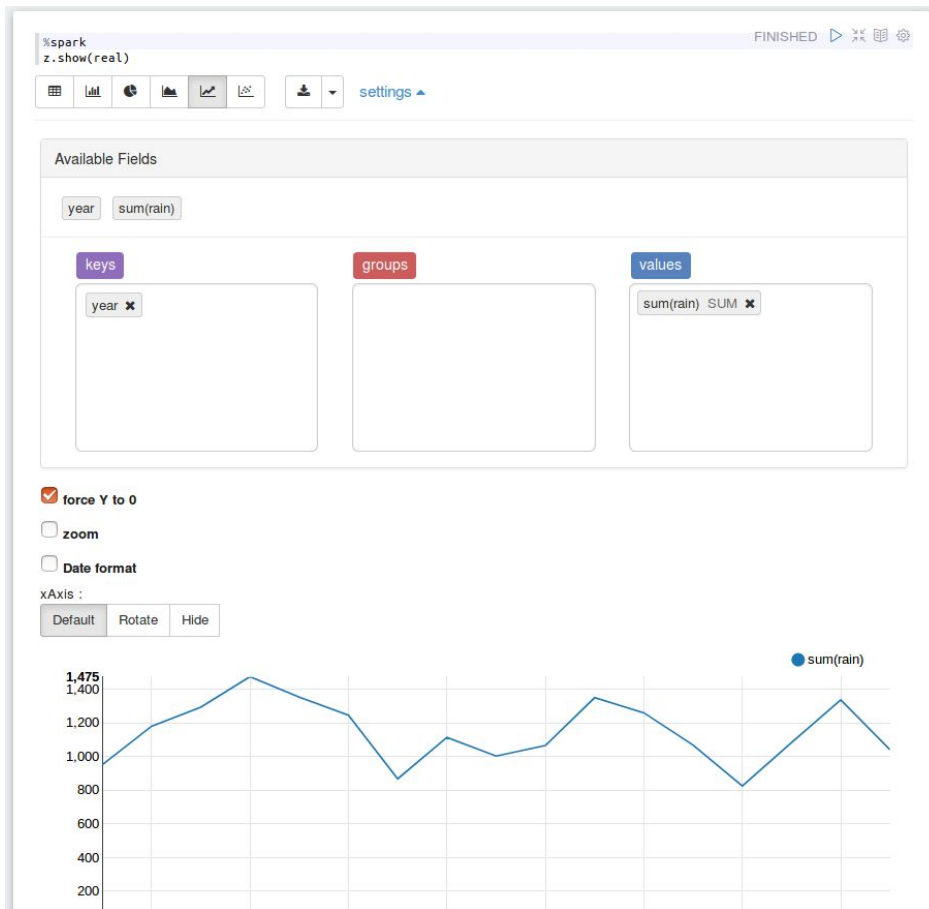 %spark
FINISHED
z.show(real)
settings
Available Fields
year sum(rain)
keys groups values
year sum(rain) SUM
force Y to 0
zoom
Date format
xAxis :
Default Rotate Hide
sum(rain)
1,475
1,400
1,200
1,000
800
600
400
200